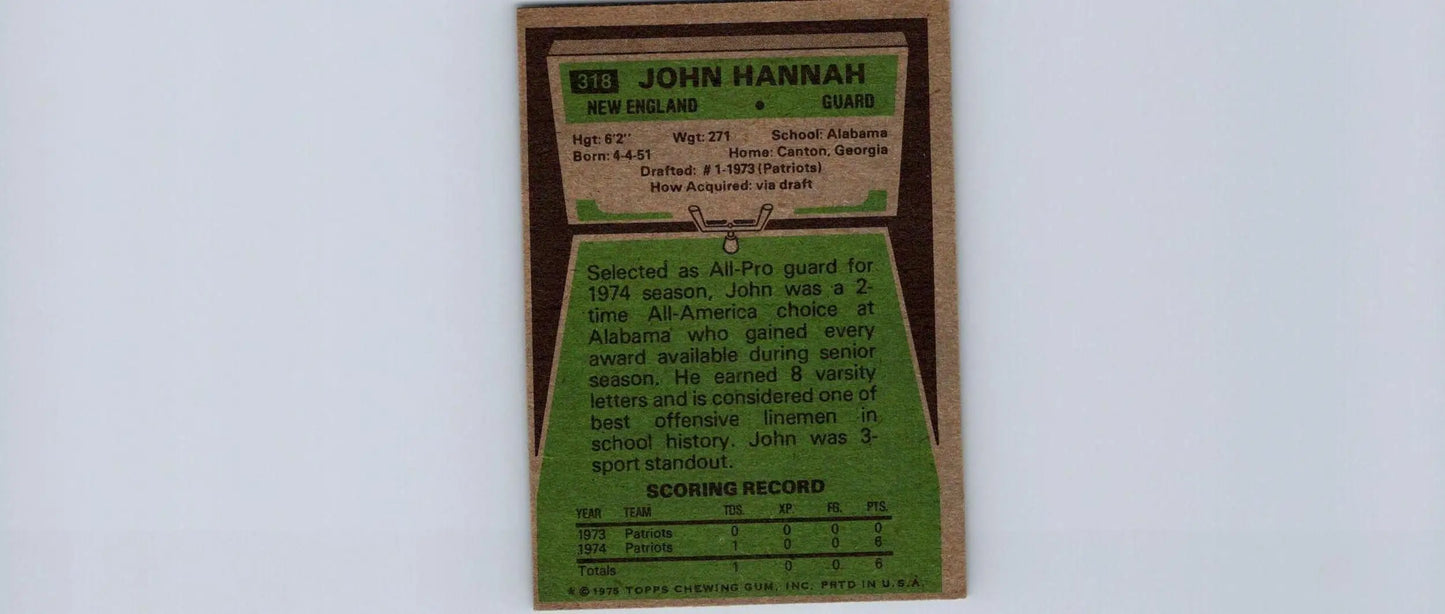 318 JOHN HANNAH
NEW ENGLAND • GUARD
Hgt: 6'2" Wgt: 271 School: Alabama
Born: 4-4-51 Home: Canton, Georgia
Drafted: #1-1973 (Patriots)
How Acquired: via draft
Selected as All-Pro guard for
1974 season, John was a 2-
time All-America choice at
Alabama who gained every
award available during senior
season. He earned 8 varsity
letters and is considered one of
best offensive linemen in
school history. John was 3-
sport standout.
SCORING RECORD
YEAR TEAM TDS. XP. FG. PTS.
1973 Patriots 0 0 0 0
1974 Patriots 1 0 0 6
Totals 1 0 0 6
* © 1975 TOPPS CHEWING GUM, INC. PRTD IN U.S.A.